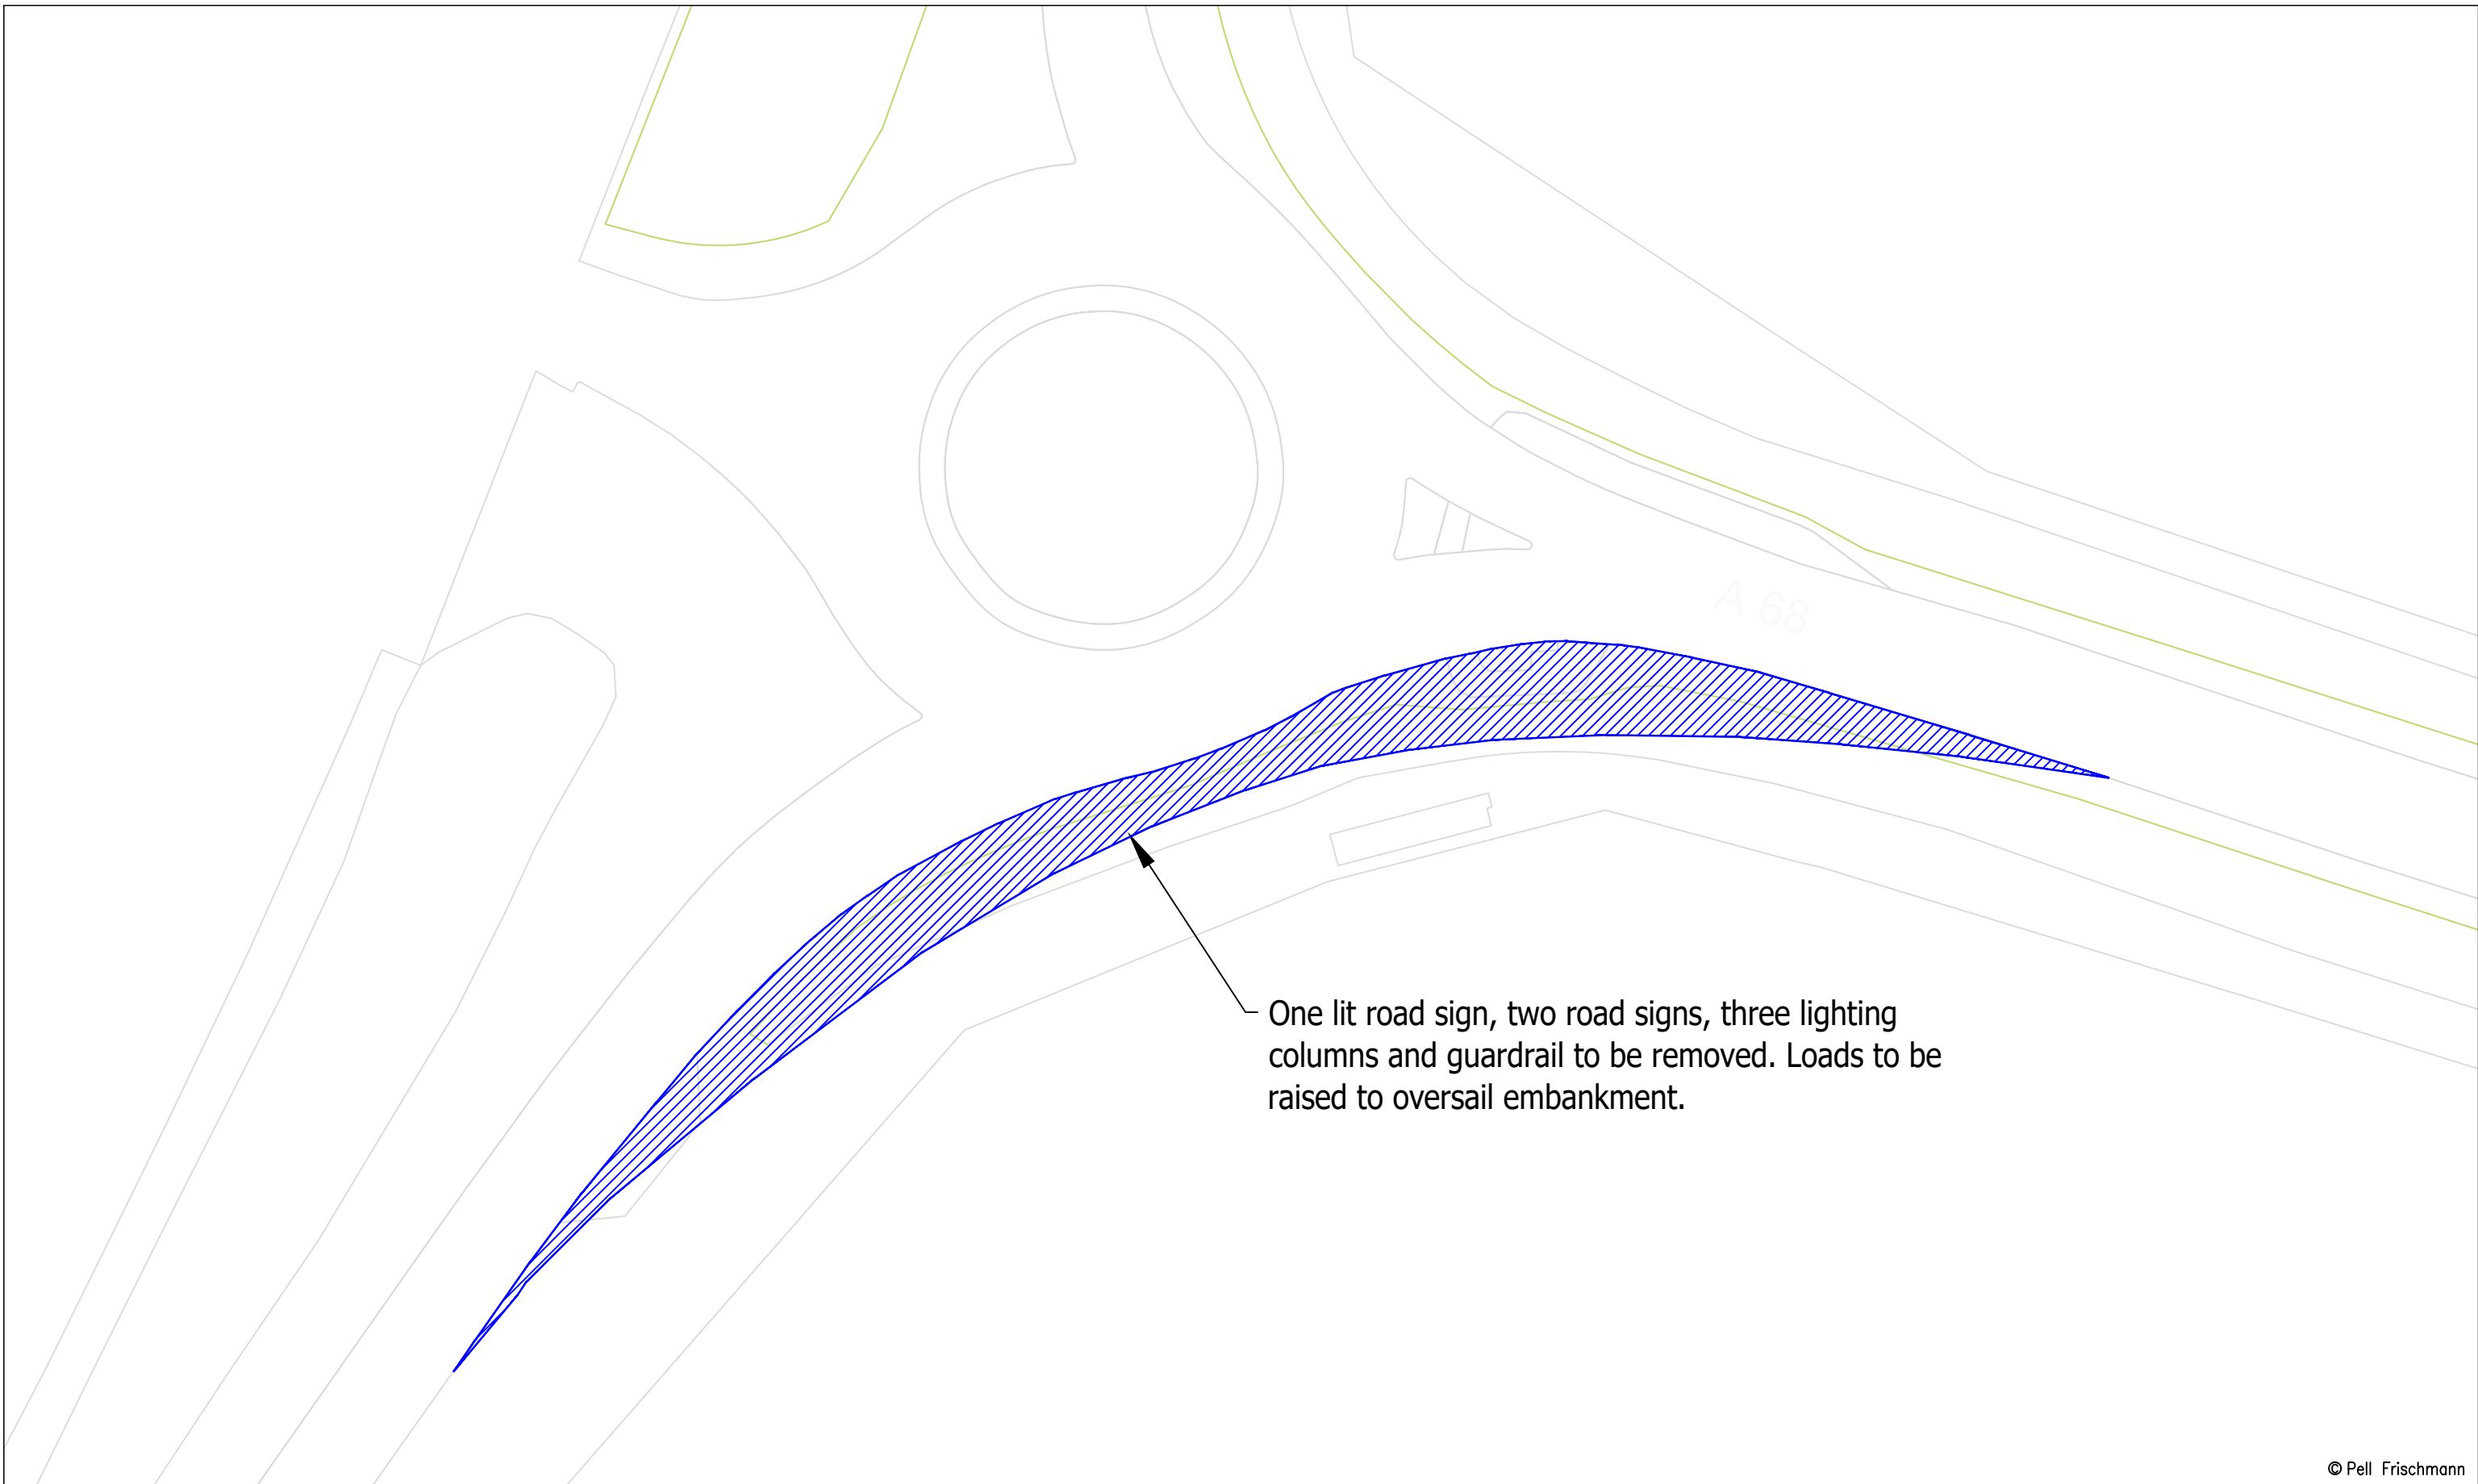 A 68
One lit road sign, two road signs, three lighting
columns and guardrail to be removed. Loads to be
raised to oversail embankment.
© Pell Frischmann